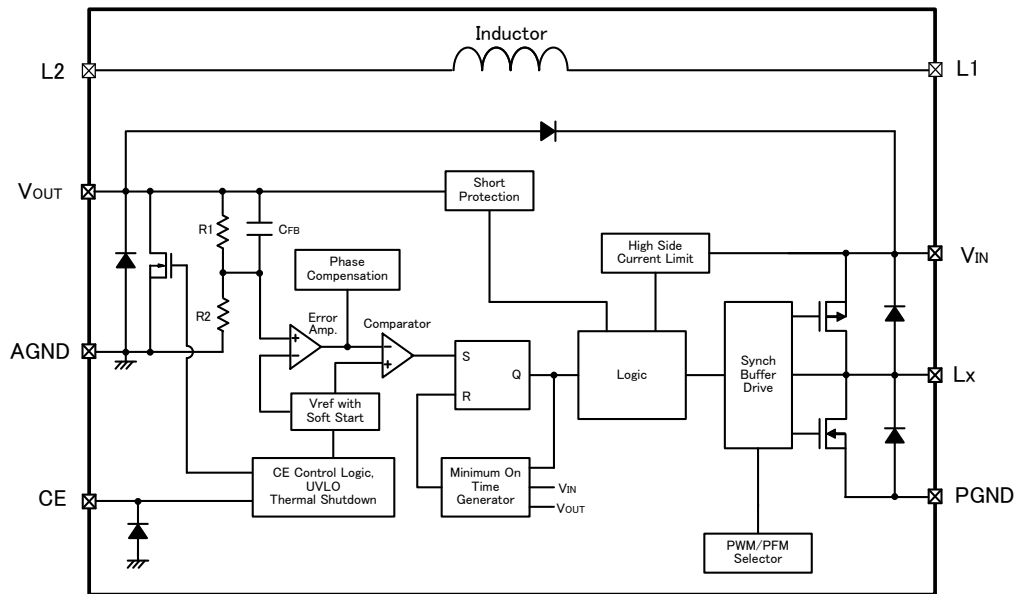 Inductor
L2
L1
VOUT
Short
Protection
R1
CFB
High Side
Current Limit
VIN
Phase
Compensation
R2
Error
Amp.
Comparator
AGND
+
−
−
+
S
Q
R
Logic
Synch
Buffer
Drive
Lx
Vref with
Soft Start
CE Control Logic,
UVLO
Thermal Shutdown
Minimum On
Time
Generator
VIN
VOUT
CE
PGND
PWM/PFM
Selector